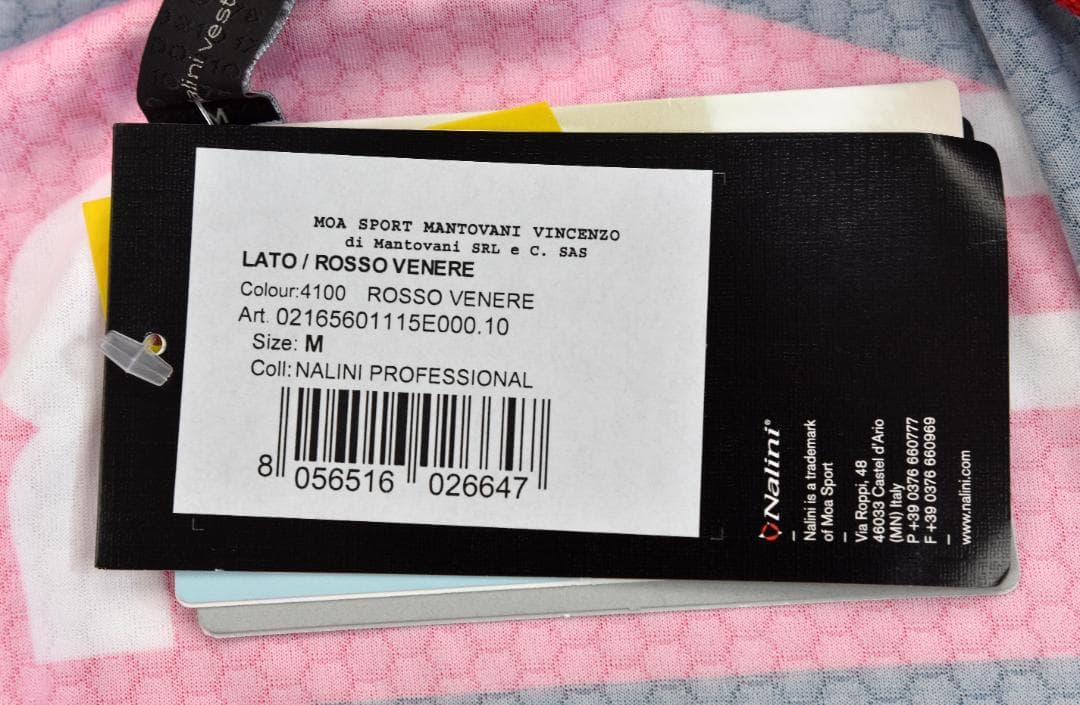 alini vest
M
MOA SPORT MANTOVANI VINCENZO
di Mantovani SRL e C. SAS
LATO / ROSSO VENERE
Colour:4100 ROSSO VENERE
Art. 02165601115E000.10
Size: M
Coll: NALINI PROFESSIONAL
8 056516 026647
Nalini®
Nalini is a trademark
of Moa Sport
Via Roppi, 48
46033 Castel d'Ario
(MN) Italy
P +39 0376 660777
F +39 0376 660969
www.nalini.com